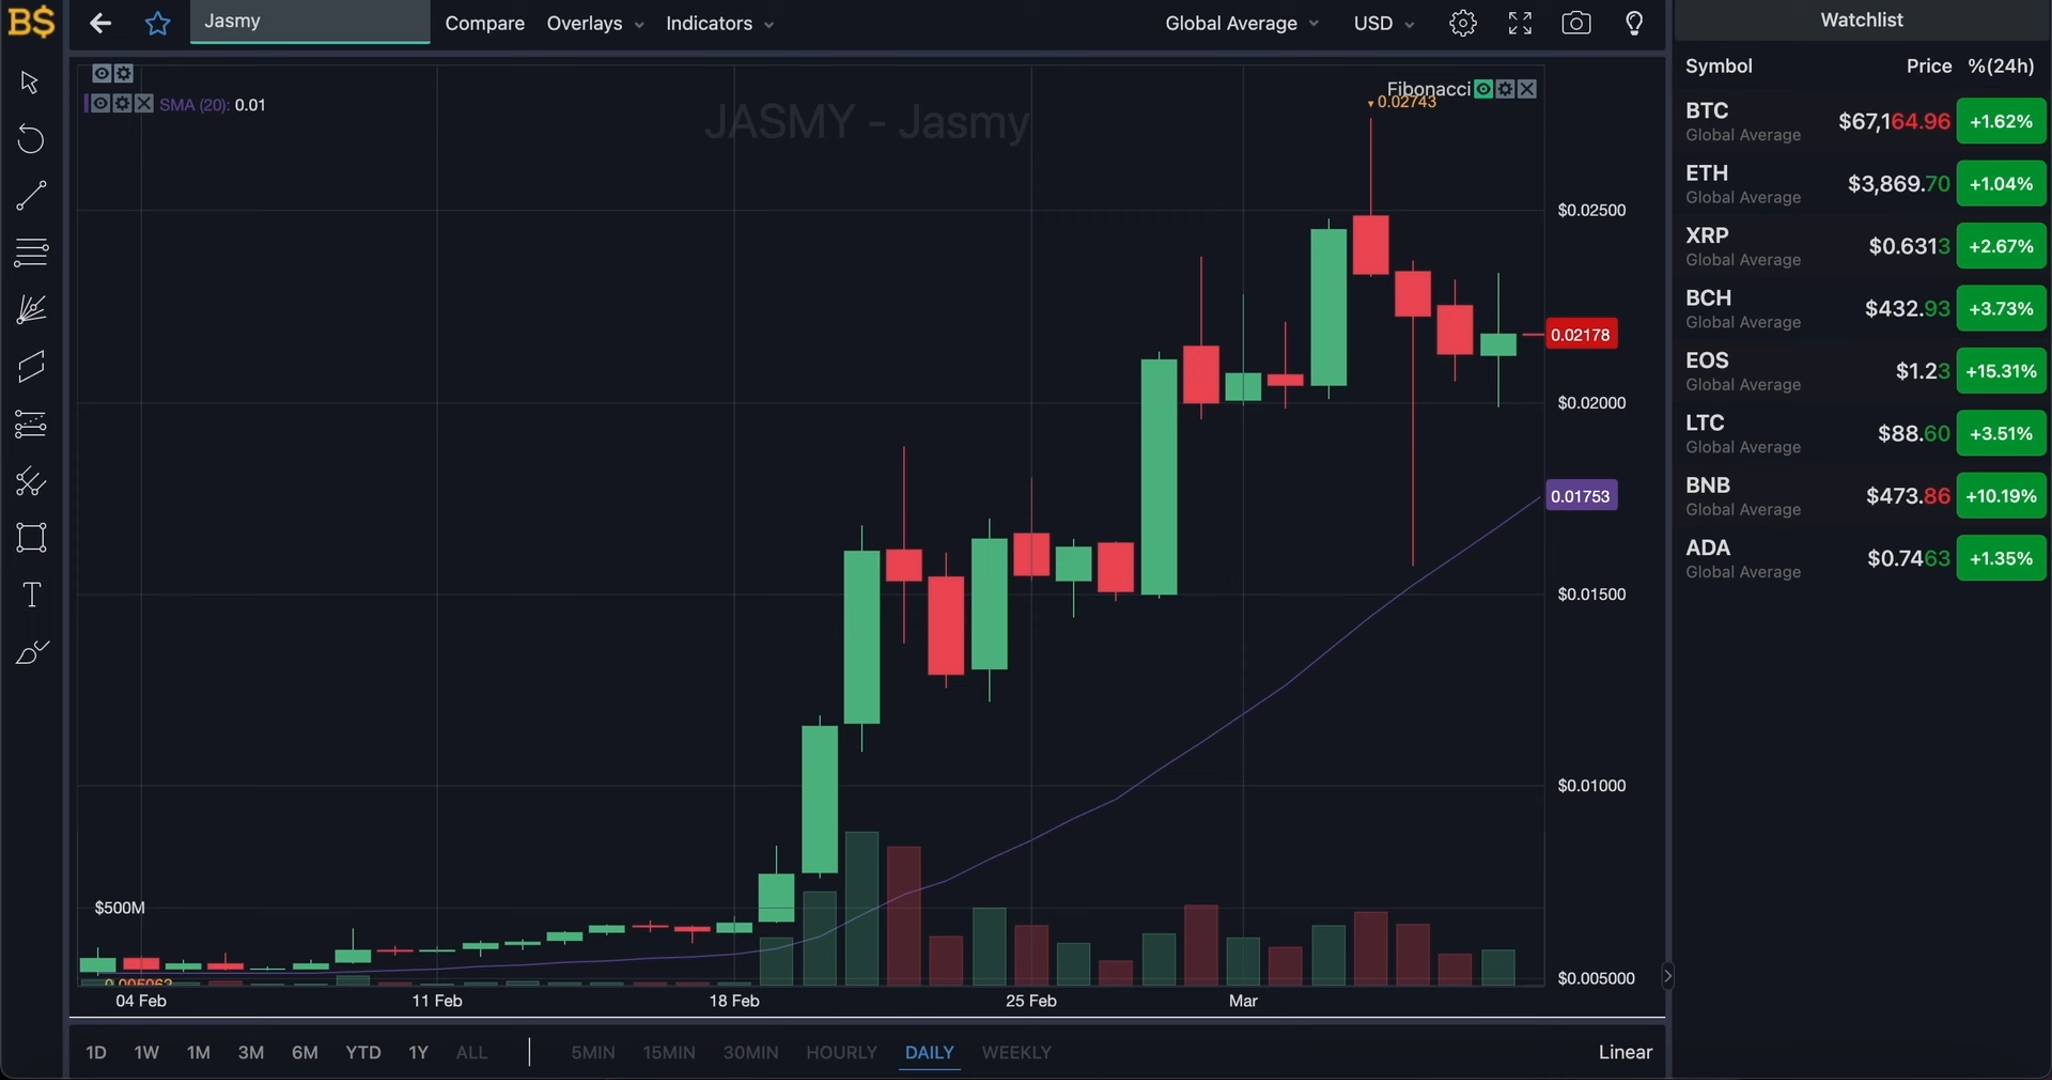 B$
Jasmy
Compare
Overlays
Indicators
Global Average
USD
Watchlist
Symbol Price %(24h)
BTC $67,164.96 +1.62%
Global Average
ETH $3,869.70 +1.04%
Global Average
XRP $0.6313 +2.67%
Global Average
BCH $432.93 +3.73%
Global Average
EOS $1.23 +15.31%
Global Average
LTC $88.60 +3.51%
Global Average
BNB $473.86 +10.19%
Global Average
ADA $0.7463 +1.35%
Global Average
SMA (20): 0.01
JASMY - Jasmy
Fibonacci
0.02743
$0.02500
0.02178
$0.02000
0.01753
$0.01500
T
$0.01000
$500M
$0.005000
04 Feb 11 Feb 18 Feb 25 Feb Mar
1D 1W 1M 3M 6M YTD 1Y ALL 5MIN 15MIN 30MIN HOURLY DAILY WEEKLY Linear